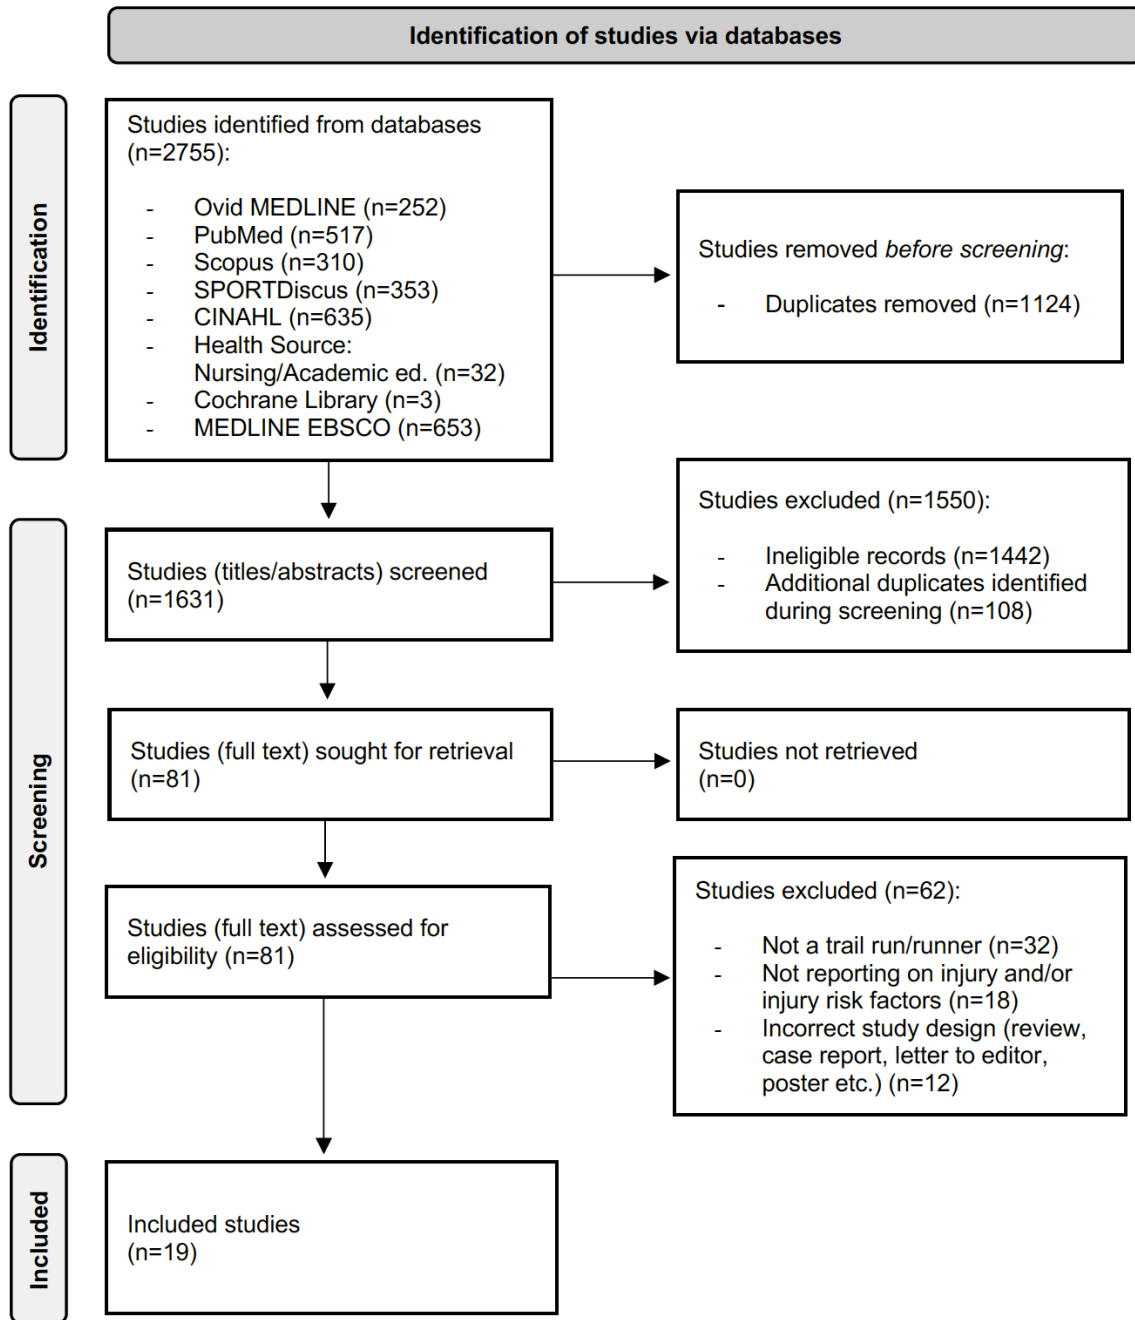 Identification of studies via databases
Identification
Studies identified from databases
(n=2755):
- Ovid MEDLINE (n=252)
- PubMed (n=517)
- Scopus (n=310)
- SPORTDiscus (n=353)
- CINAHL (n=635)
- Health Source:
Nursing/Academic ed. (n=32)
- Cochrane Library (n=3)
- MEDLINE EBSCO (n=653)
Studies removed before screening:
- Duplicates removed (n=1124)
Screening
Studies (titles/abstracts) screened
(n=1631)
Studies excluded (n=1550):
- Ineligible records (n=1442)
- Additional duplicates identified
during screening (n=108)
Studies (full text) sought for retrieval
(n=81)
Studies not retrieved
(n=0)
Studies (full text) assessed for
eligibility (n=81)
Studies excluded (n=62):
- Not a trail run/runner (n=32)
- Not reporting on injury and/or
injury risk factors (n=18)
- Incorrect study design (review,
case report, letter to editor,
poster etc.) (n=12)
Included
Included studies
(n=19)